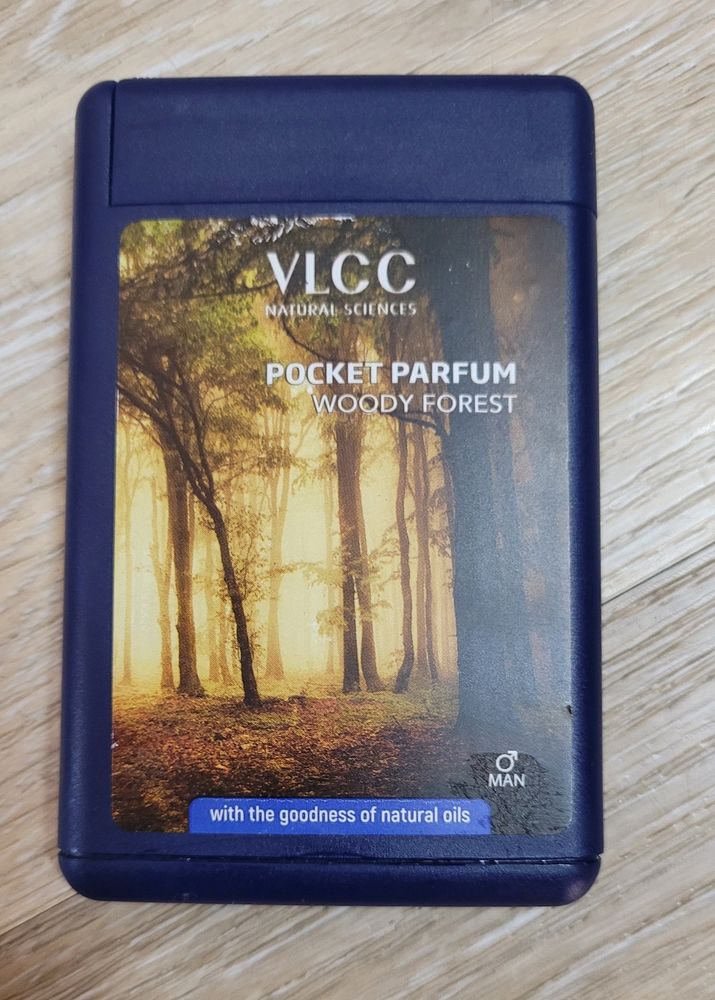 VLCC
NATURAL SCIENCES
POCKET PARFUM
WOODY FOREST
MAN
with the goodness of natural oils